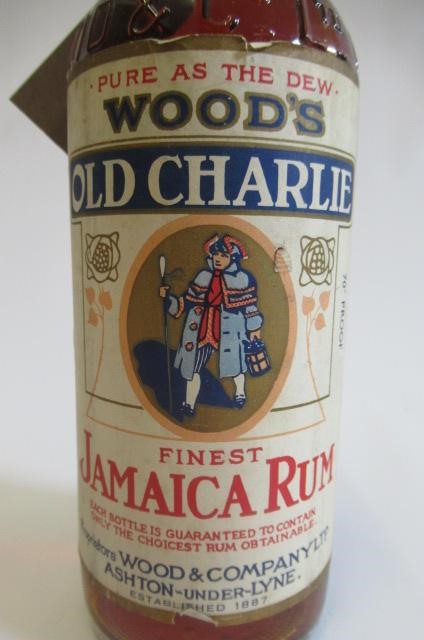 · PURE AS THE DEW ·
WOOD'S
OLD CHARLIE
70° PROOF
FINEST
JAMAICA RUM
EACH BOTTLE IS GUARANTEED TO CONTAIN
ONLY THE CHOICEST RUM OBTAINABLE.
Proprietors WOOD & COMPANY LTD.
ASHTON-UNDER-LYNE.
ESTABLISHED 1887